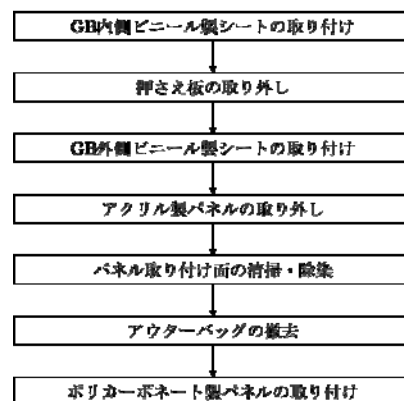 GB内側ビニール製シートの取り付け
押さえ板の取り外し
GB外側ビニール製シートの取り付け
アクリル製パネルの取り外し
パネル取り付け面の清掃・除染
アウターバッグの撤去
ポリカーボネート製パネルの取り付け